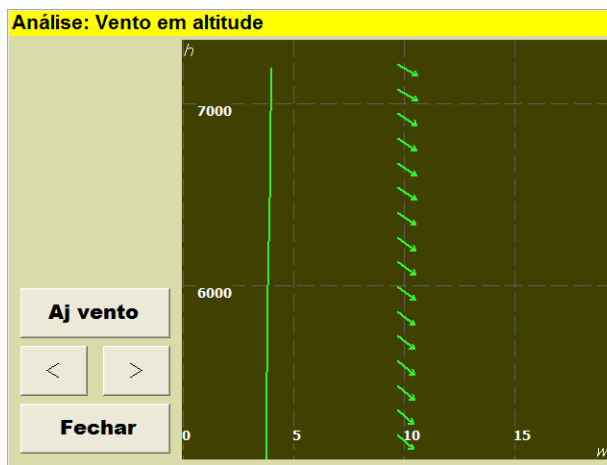 Análise: Vento em altitude
h
7000
6000
Aj vento
< >
Fechar
0 5 10 15
w